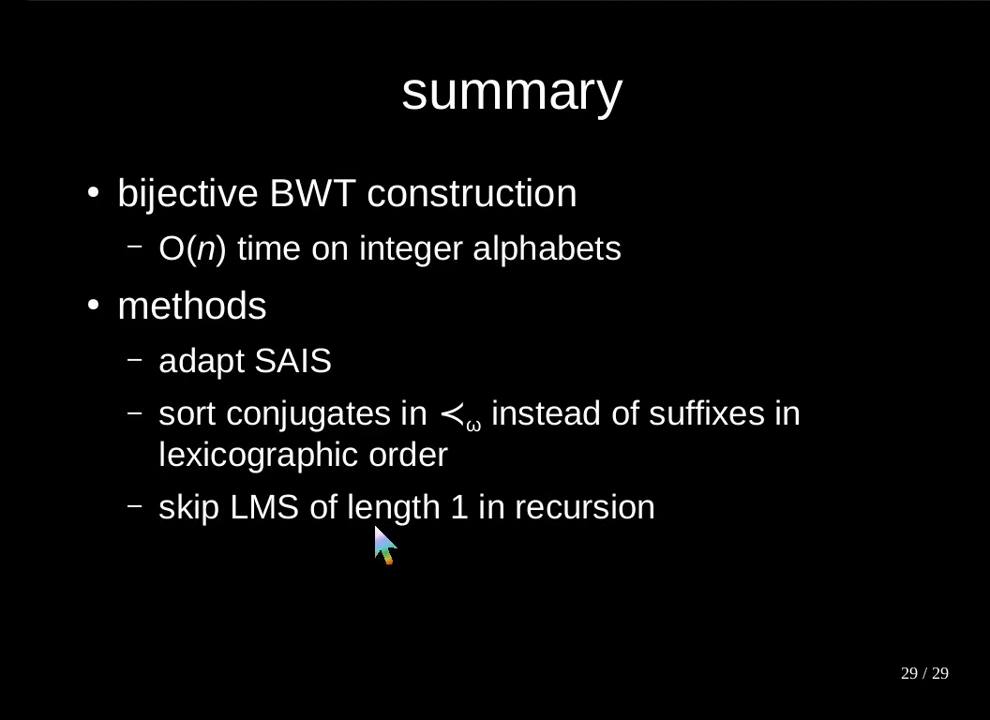 summary
• bijective BWT construction
– O(n) time on integer alphabets
• methods
– adapt SAIS
– sort conjugates in ≺ω instead of suffixes in
lexicographic order
– skip LMS of length 1 in recursion
29 / 29